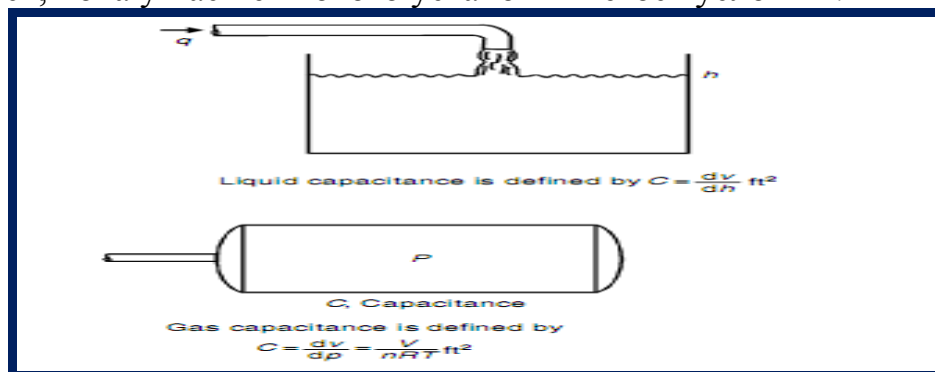 q
h
Liquid capacitance is defined by C = dv/dh ft²
P
C, Capacitance
Gas capacitance is defined by
C = dv/dp = V/nRT ft²